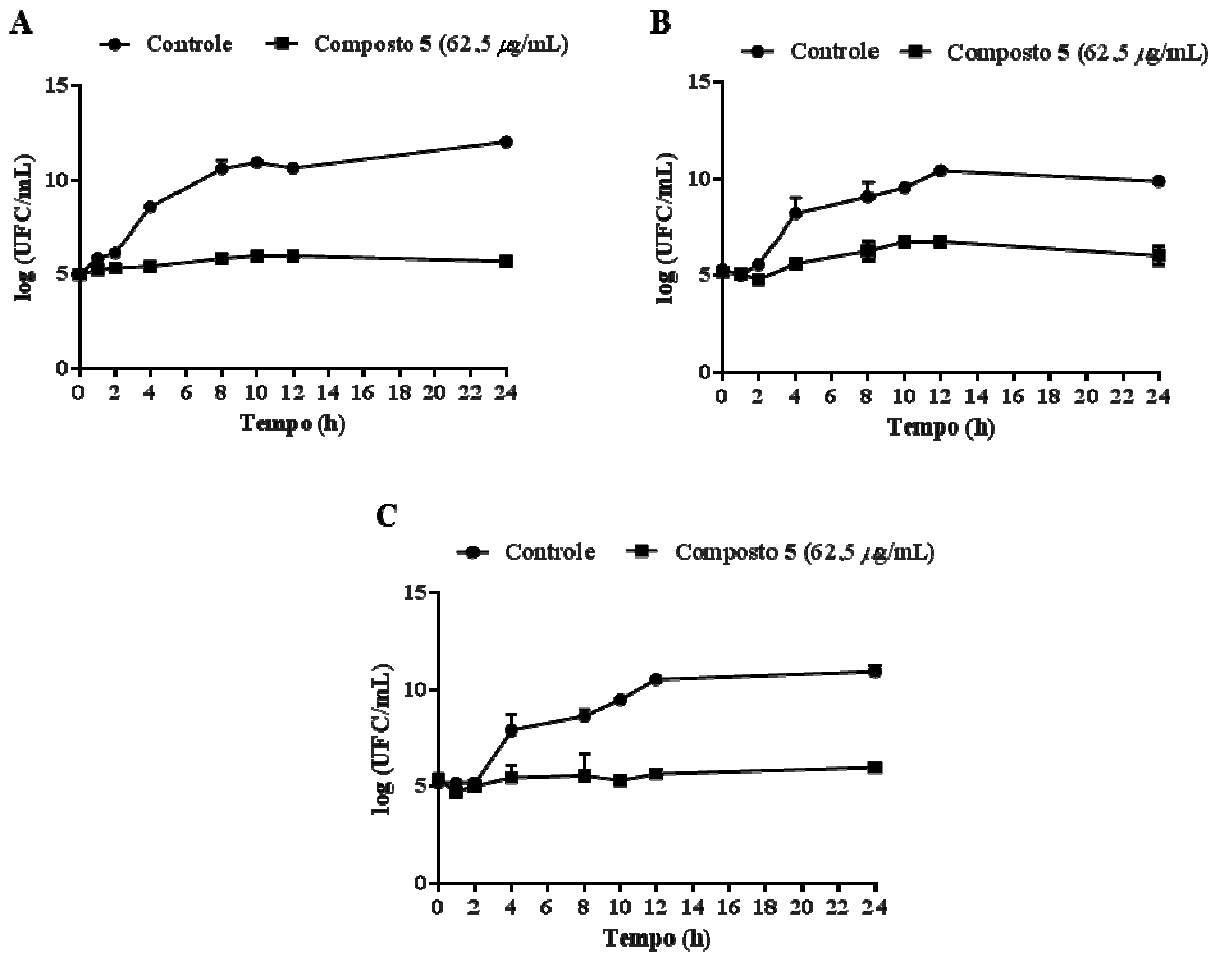 A
Controle
Composto 5 (62,5 µg/mL)
15
10
5
0
log (UFC/mL)
0 2 4 6 8 10 12 14 16 18 20 22 24
Tempo (h)
B
Controle
Composto 5 (62,5 µg/mL)
15
10
5
0
log (UFC/mL)
0 2 4 6 8 10 12 14 16 18 20 22 24
Tempo (h)
C
Controle
Composto 5 (62,5 µg/mL)
15
10
5
0
log (UFC/mL)
0 2 4 6 8 10 12 14 16 18 20 22 24
Tempo (h)